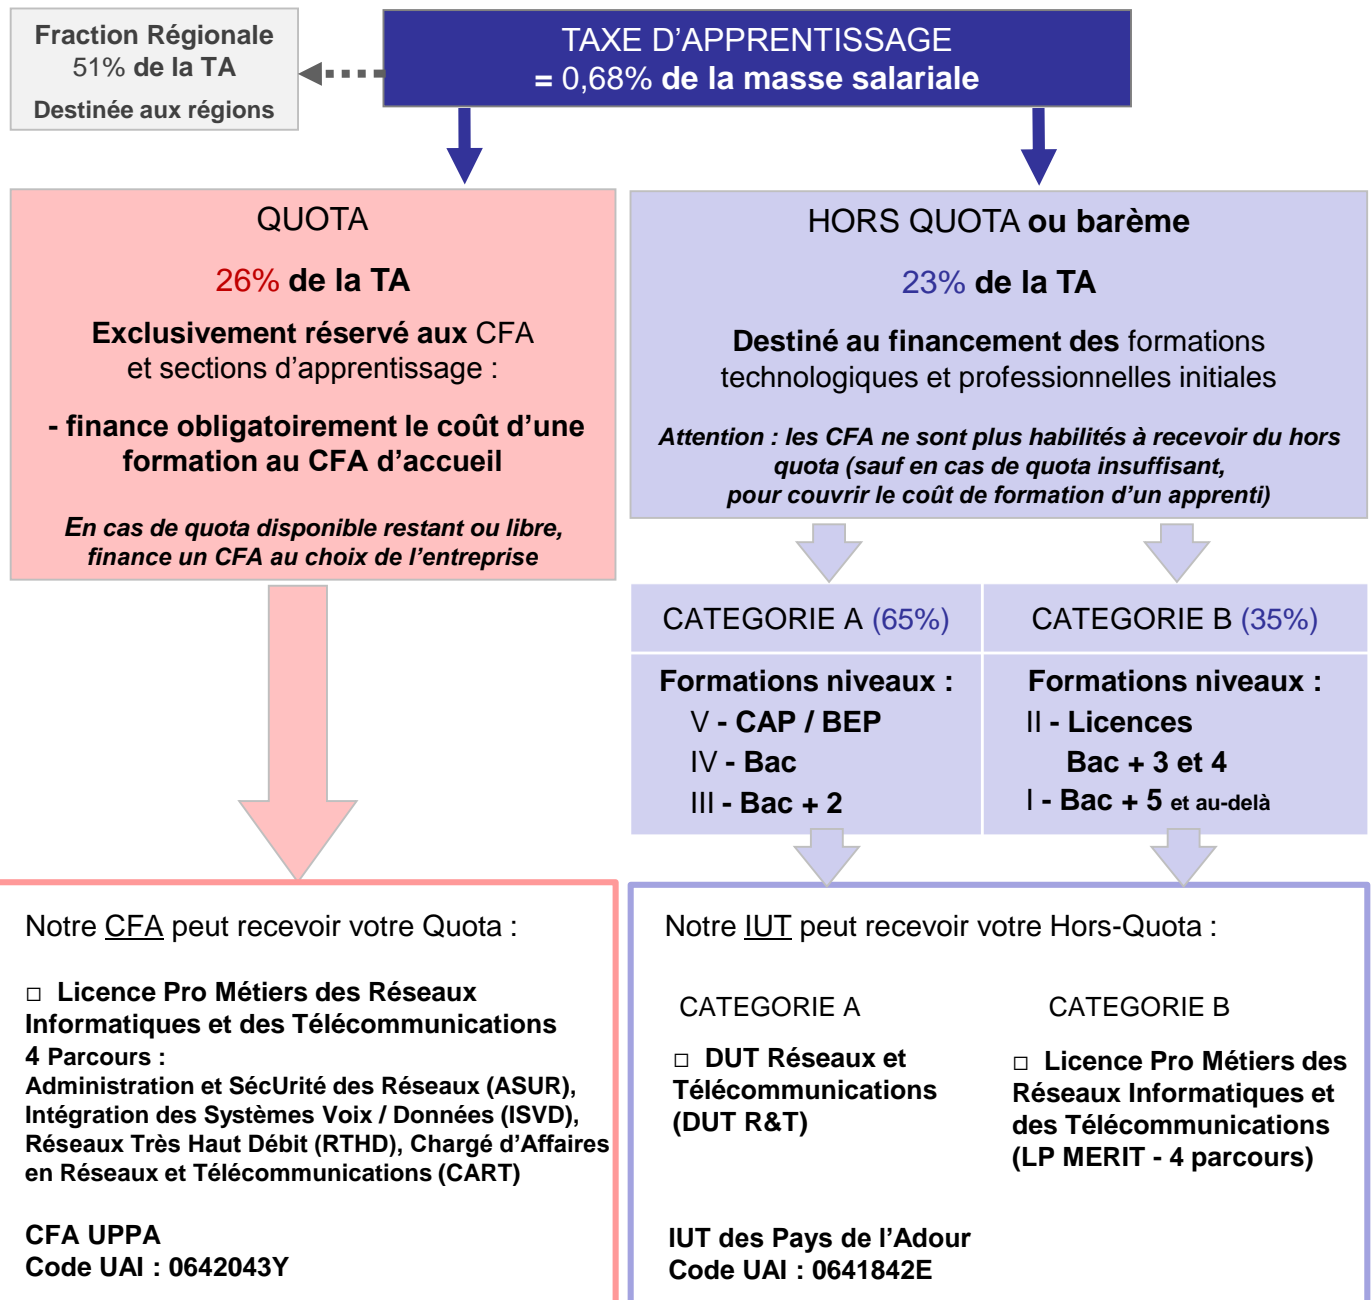 Fraction Régionale
51% de la TA
Destinée aux régions
TAXE D’APPRENTISSAGE
= 0,68% de la masse salariale
QUOTA
26% de la TA
Exclusivement réservé aux CFA
et sections d’apprentissage :
- finance obligatoirement le coût d’une
formation au CFA d’accueil
En cas de quota disponible restant ou libre,
finance un CFA au choix de l’entreprise
HORS QUOTA ou barème
23% de la TA
Destiné au financement des formations
technologiques et professionnelles initiales
Attention : les CFA ne sont plus habilités à recevoir du hors
quota (sauf en cas de quota insuffisant,
pour couvrir le coût de formation d’un apprenti)
CATEGORIE A (65%)
Formations niveaux :
V - CAP / BEP
IV - Bac
III - Bac + 2
CATEGORIE B (35%)
Formations niveaux :
II - Licences
Bac + 3 et 4
I - Bac + 5 et au-delà
Notre CFA peut recevoir votre Quota :
□ Licence Pro Métiers des Réseaux
Informatiques et des Télécommunications
4 Parcours :
Administration et SécUrité des Réseaux (ASUR),
Intégration des Systèmes Voix / Données (ISVD),
Réseaux Très Haut Débit (RTHD), Chargé d’Affaires
en Réseaux et Télécommunications (CART)
CFA UPPA
Code UAI : 0642043Y
Notre IUT peut recevoir votre Hors-Quota :
CATEGORIE A
□ DUT Réseaux et
Télécommunications
(DUT R&T)
CATEGORIE B
□ Licence Pro Métiers des
Réseaux Informatiques et
des Télécommunications
(LP MERIT - 4 parcours)
IUT des Pays de l’Adour
Code UAI : 0641842E